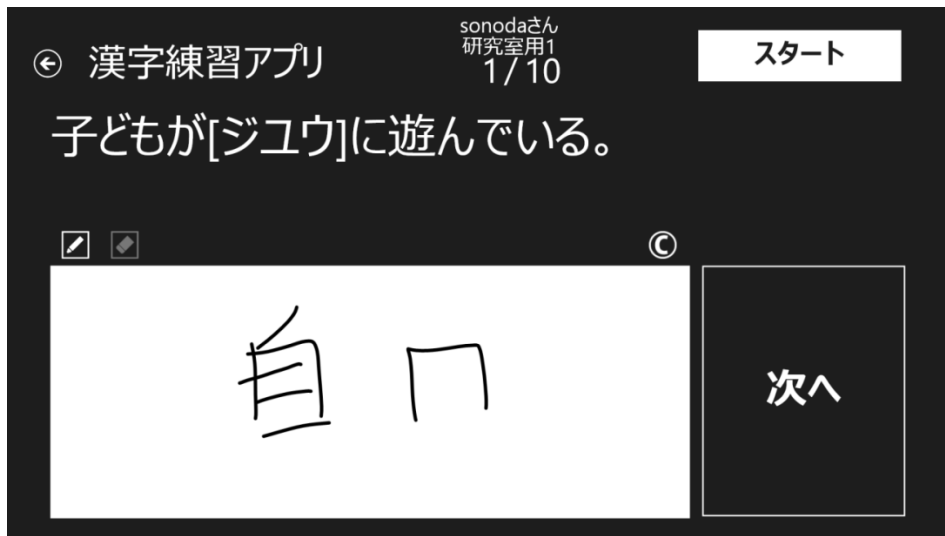 漢字練習アプリ
sonodaさん
研究室用1
1/10
スタート
子どもが[ジユウ]に遊んでいる。
自
次へ